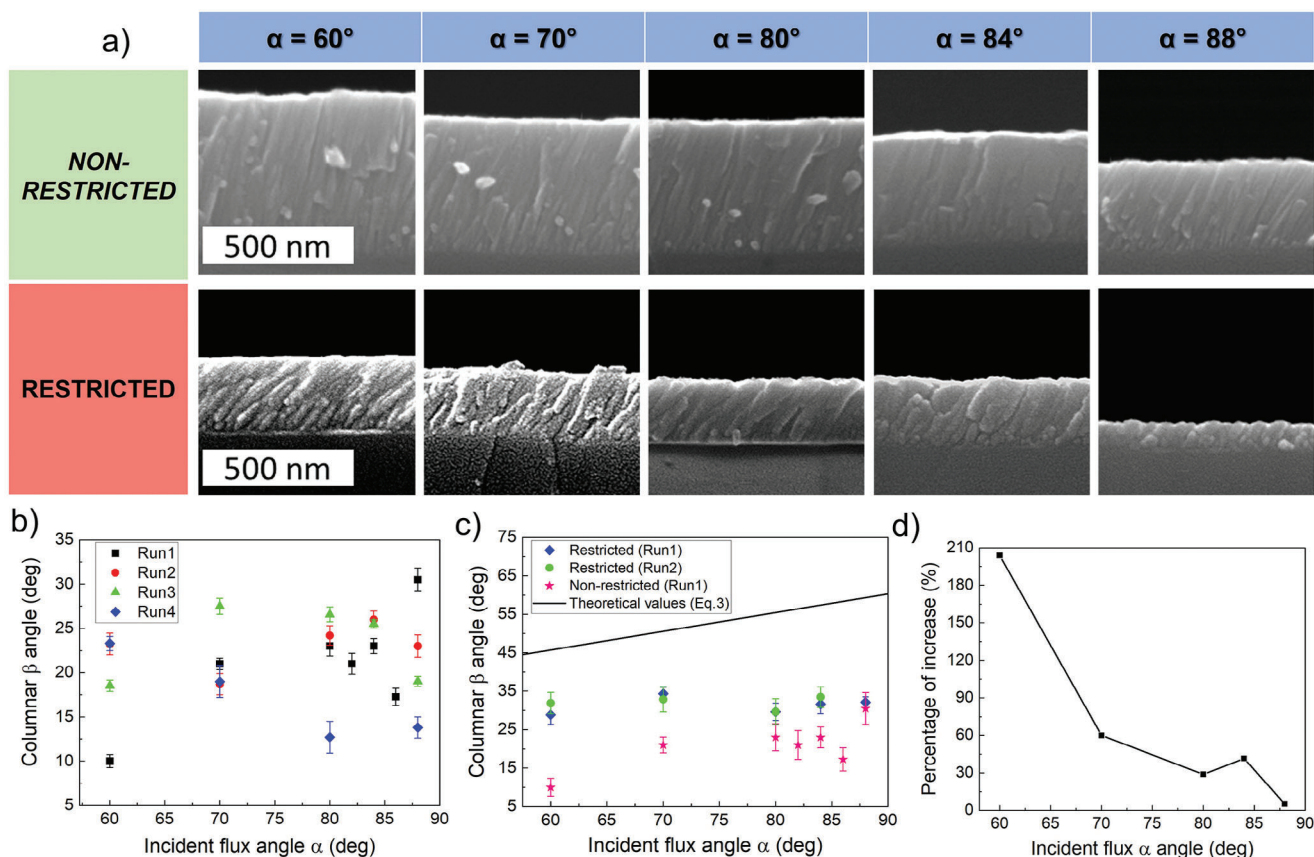 a)
α = 60°
α = 70°
α = 80°
α = 84°
α = 88°
NON-
RESTRICTED
500 nm
RESTRICTED
500 nm
b)
35
30
25
20
15
10
5
Columnar β angle (deg)
Run1
Run2
Run3
Run4
60
65
70
75
80
85
90
Incident flux angle α (deg)
c)
75
65
55
45
35
25
15
5
Columnar β angle (deg)
Restricted (Run1)
Restricted (Run2)
Non-restricted (Run1)
Theoretical values (Eq.3)
60
65
70
75
80
85
90
Incident flux angle α (deg)
d)
210
180
150
120
90
60
30
0
Percentage of increase (%)
60
65
70
75
80
85
90
Incident flux angle α (deg)